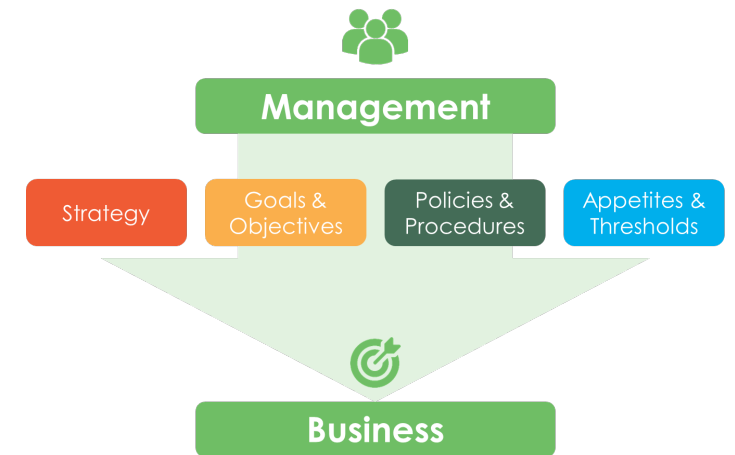 Management
Strategy
Goals &
Objectives
Policies &
Procedures
Appetites &
Thresholds
Business